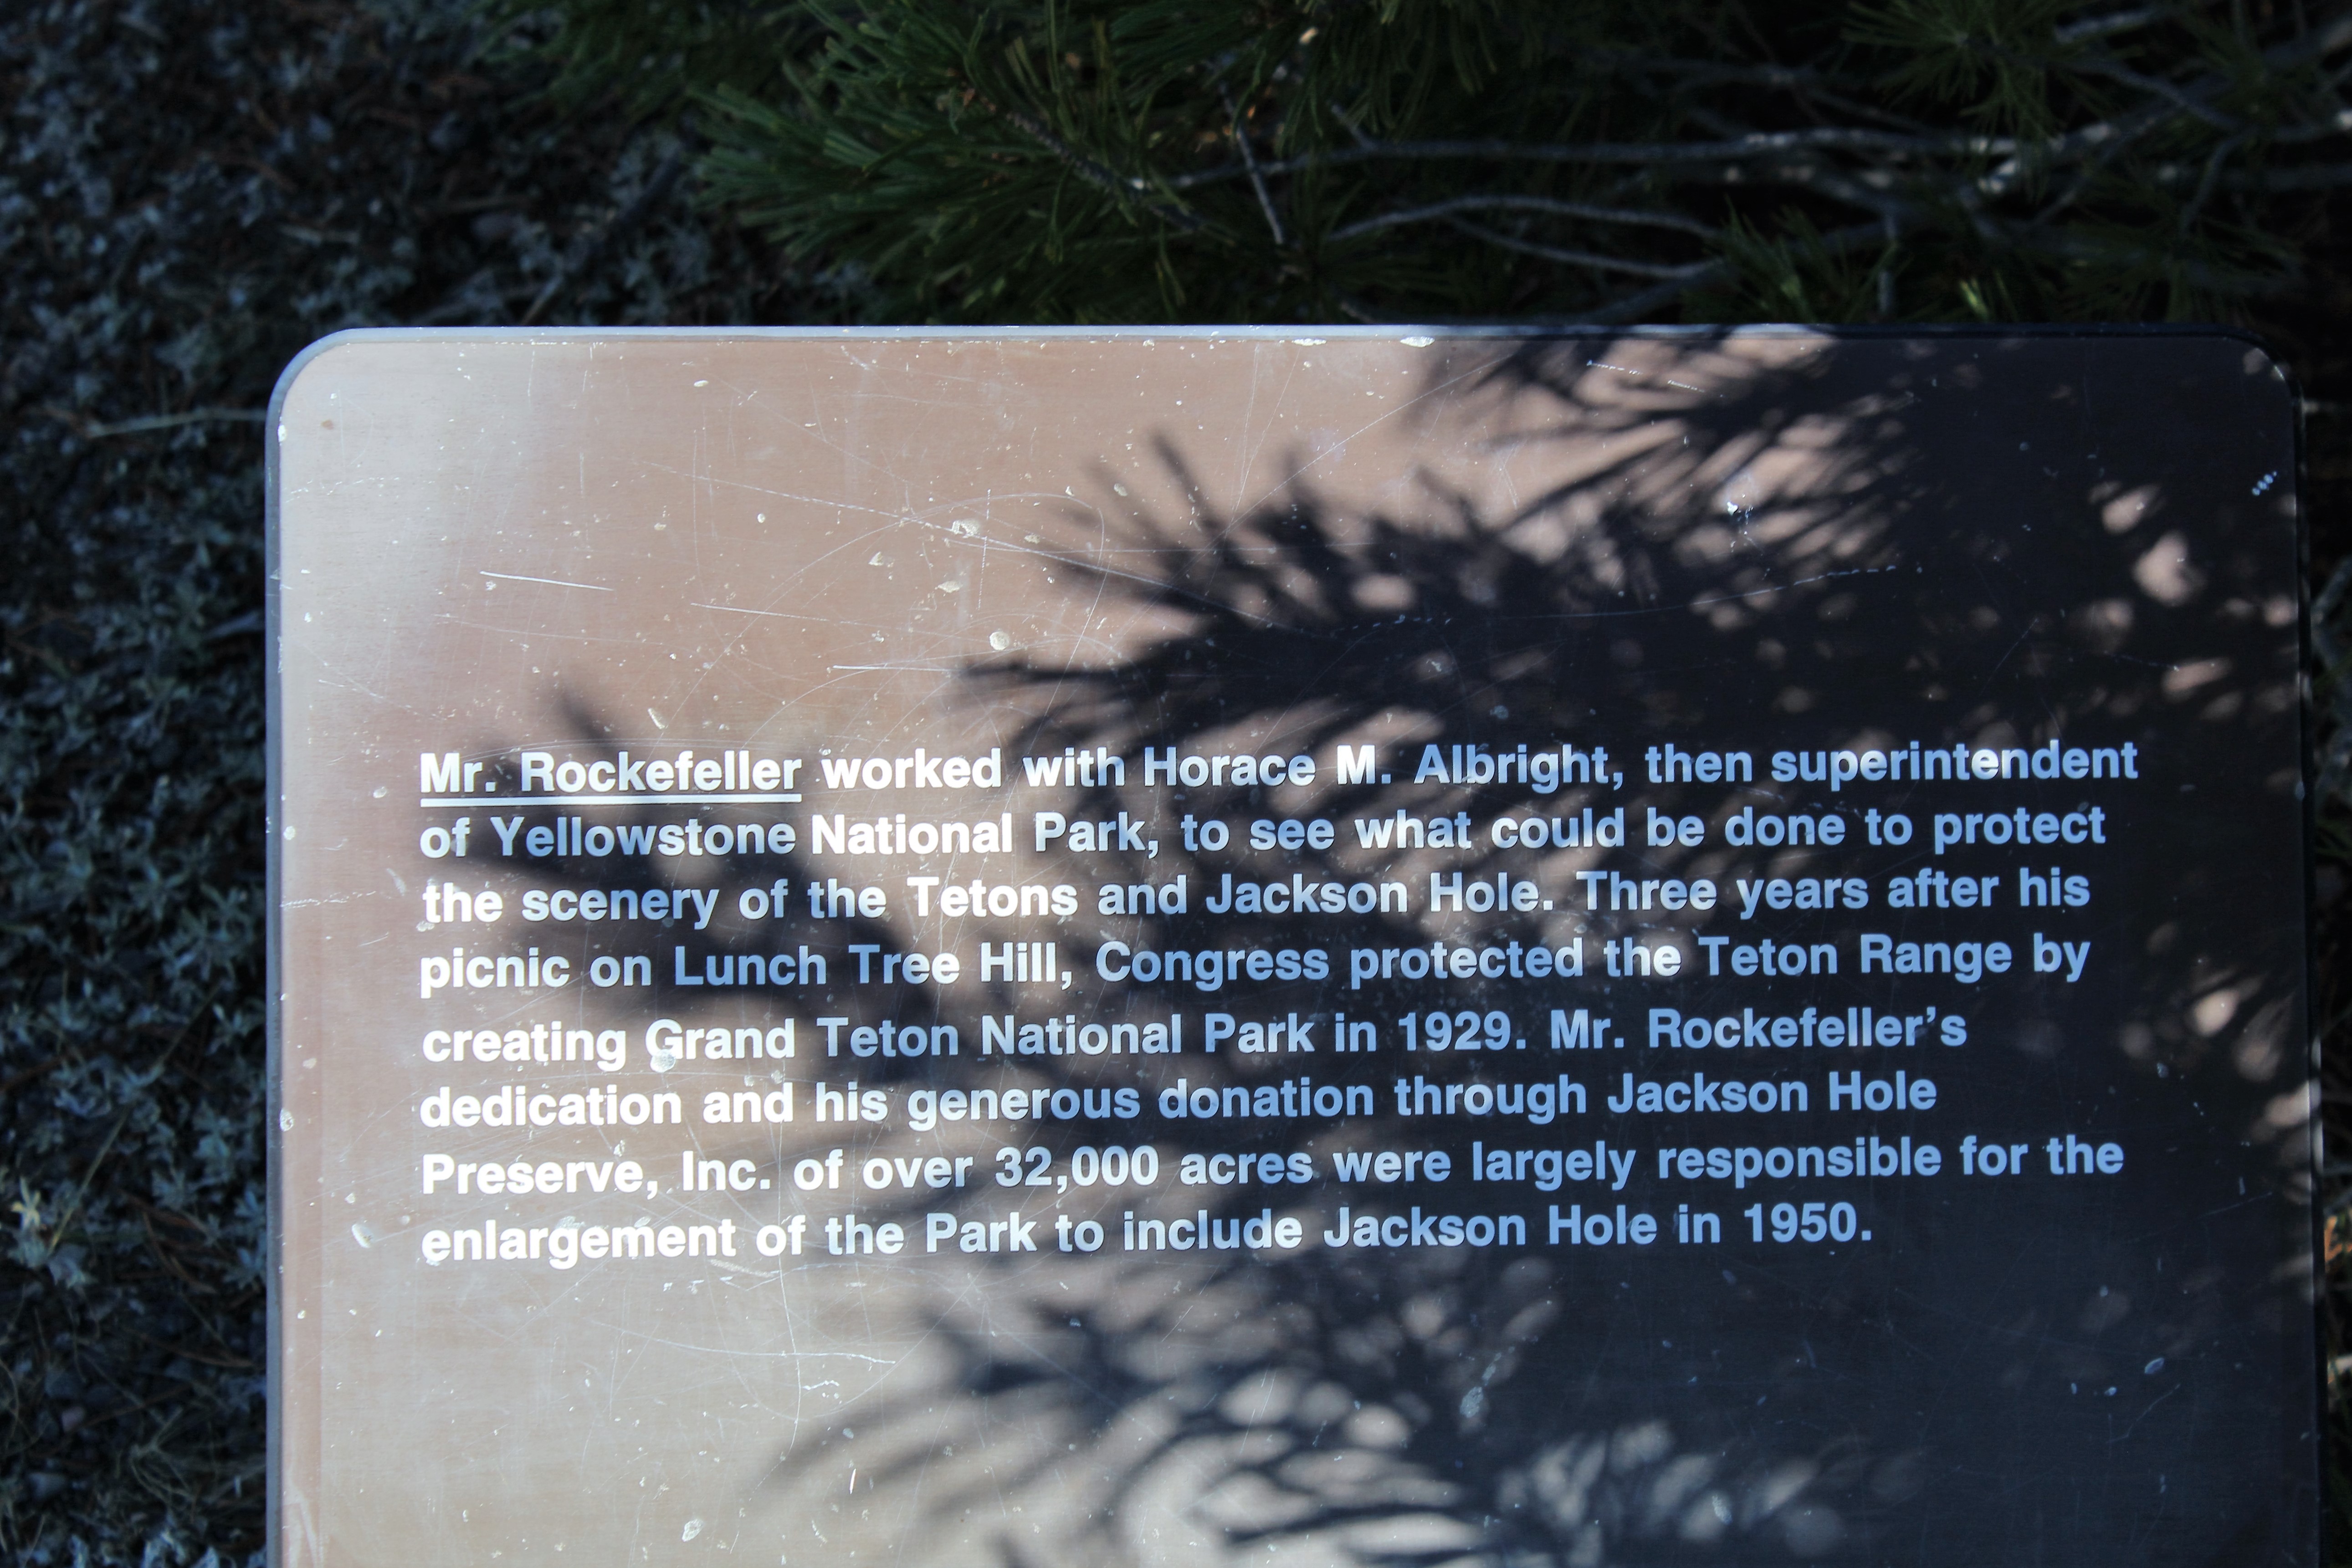 Mr. Rockefeller worked with Horace M. Albright, then superintendent
of Yellowstone National Park, to see what could be done to protect
the scenery of the Tetons and Jackson Hole. Three years after his
picnic on Lunch Tree Hill, Congress protected the Teton Range by
creating Grand Teton National Park in 1929. Mr. Rockefeller's
dedication and his generous donation through Jackson Hole
Preserve, Inc. of over 32,000 acres were largely responsible for the
enlargement of the Park to include Jackson Hole in 1950.